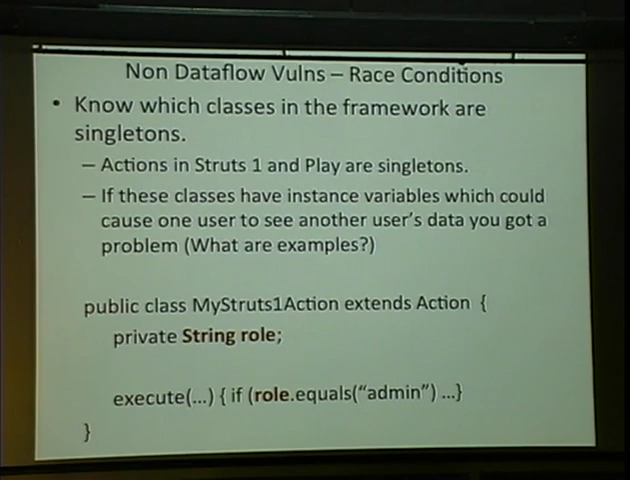 Non Dataflow Vulns – Race Conditions
• Know which classes in the framework are
singletons.
– Actions in Struts 1 and Play are singletons.
– If these classes have instance variables which could
cause one user to see another user's data you got a
problem (What are examples?)
public class MyStruts1Action extends Action {
private String role;
execute(...) { if (role.equals(“admin”) ...}
}